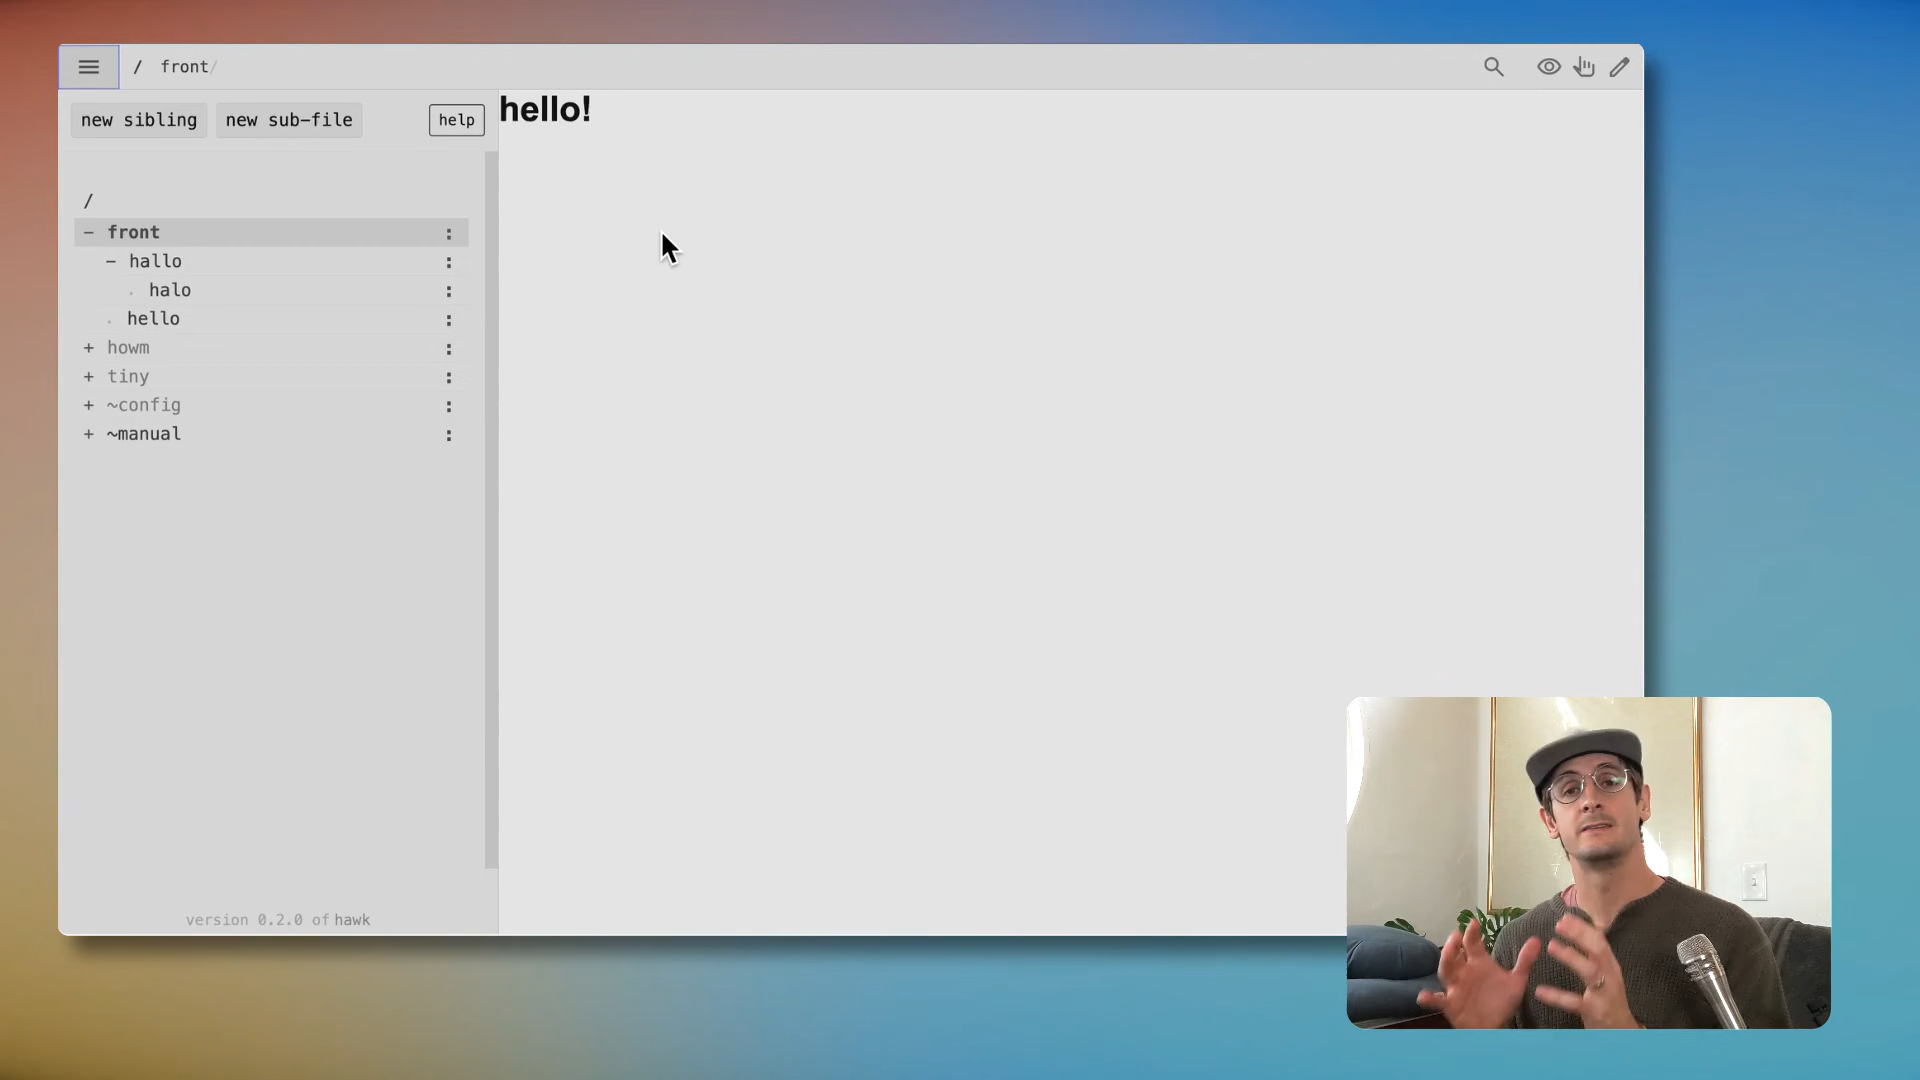 / front/
new sibling new sub-file help
hello!
/
− front :
− hallo :
. halo :
. hello :
+ howm :
+ tiny :
+ ~config :
+ ~manual :
version 0.2.0 of hawk